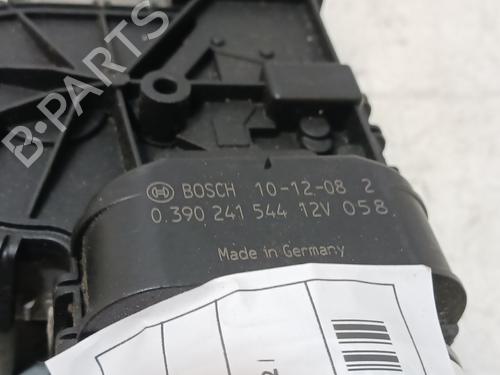 B-PARTS
BOSCH 10-12-08 2
0.390 241 544 12V 058
Made in Germany